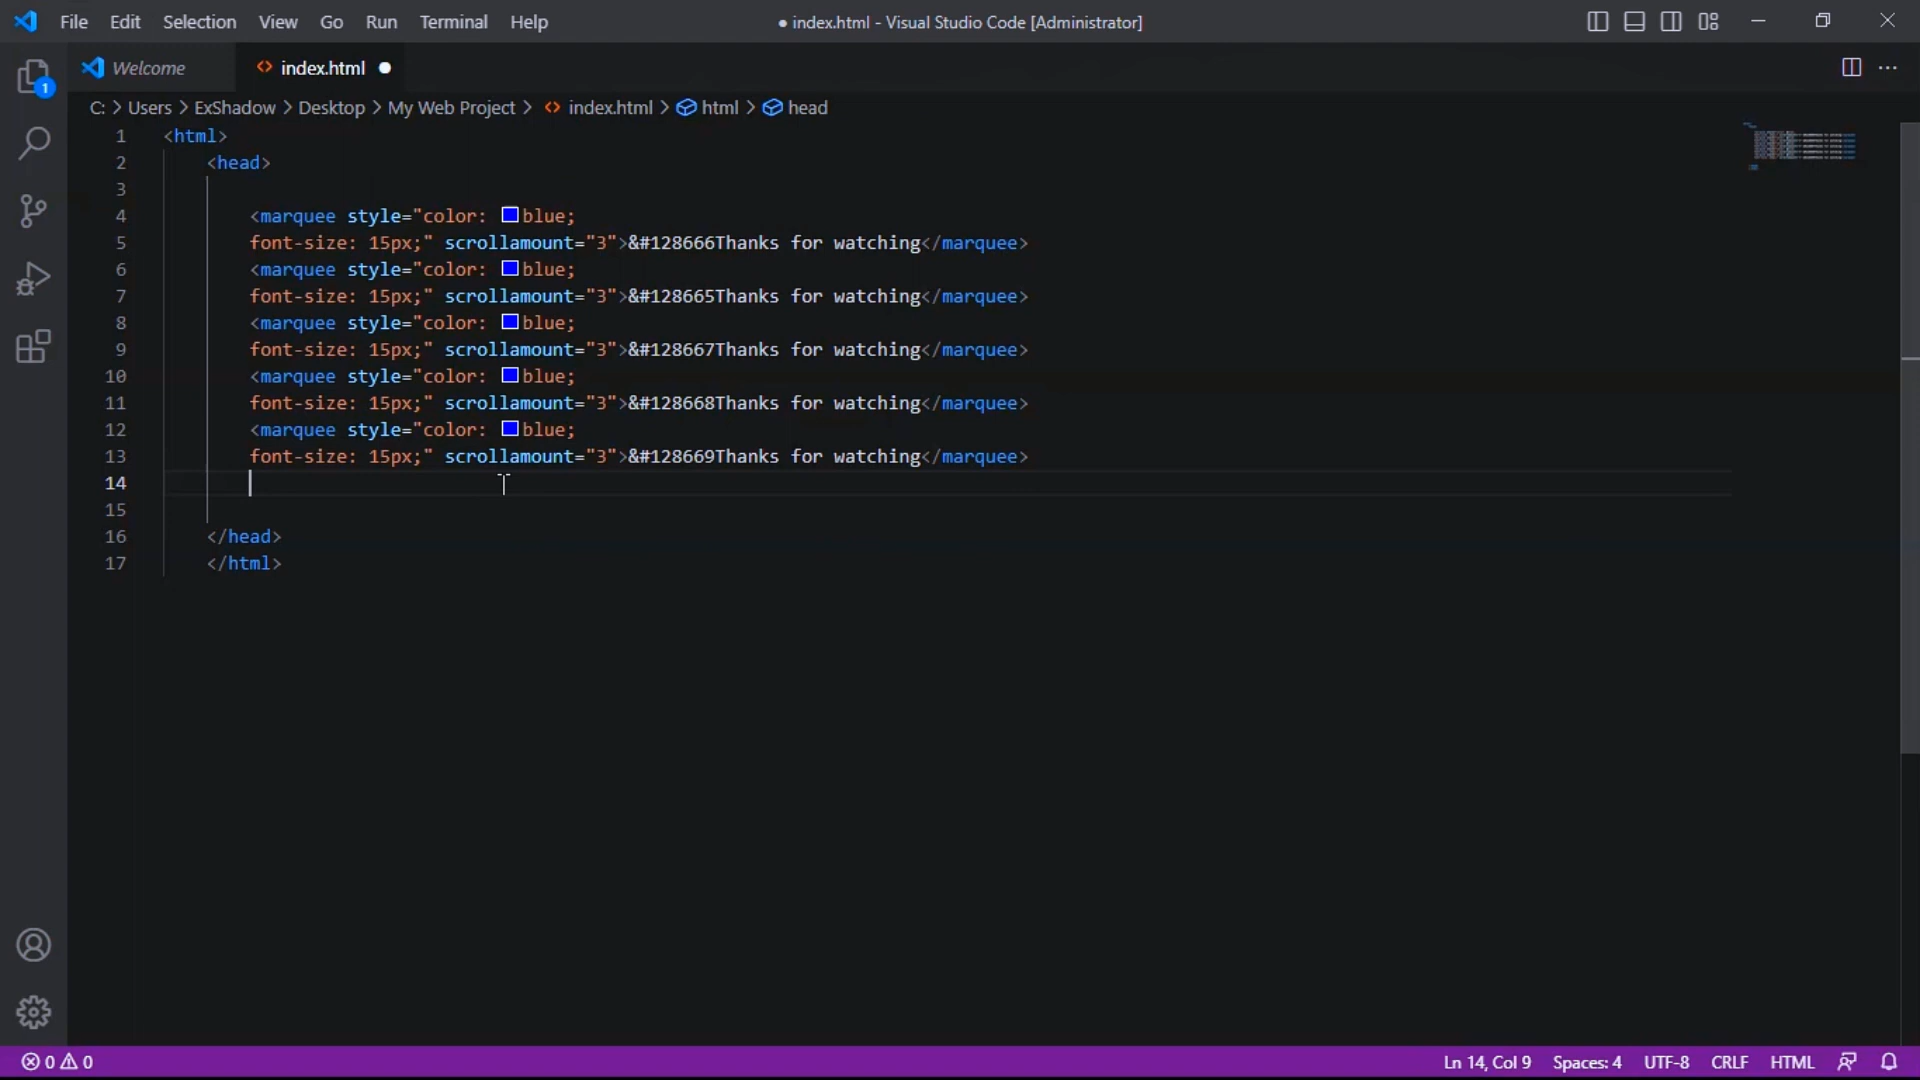 File Edit Selection View Go Run Terminal Help ● index.html - Visual Studio Code [Administrator]
Welcome index.html ●
1
C: > Users > ExShadow > Desktop > My Web Project > index.html > html > head
1 <html>
2 <head>
3
4 <marquee style="color: blue;
5 font-size: 15px;" scrollamount="3">&#128666Thanks for watching</marquee>
6 <marquee style="color: blue;
7 font-size: 15px;" scrollamount="3">&#128665Thanks for watching</marquee>
8 <marquee style="color: blue;
9 font-size: 15px;" scrollamount="3">&#128667Thanks for watching</marquee>
10 <marquee style="color: blue;
11 font-size: 15px;" scrollamount="3">&#128668Thanks for watching</marquee>
12 <marquee style="color: blue;
13 font-size: 15px;" scrollamount="3">&#128669Thanks for watching</marquee>
14
15
16 </head>
17 </html>
0 0 Ln 14, Col 9 Spaces: 4 UTF-8 CRLF HTML